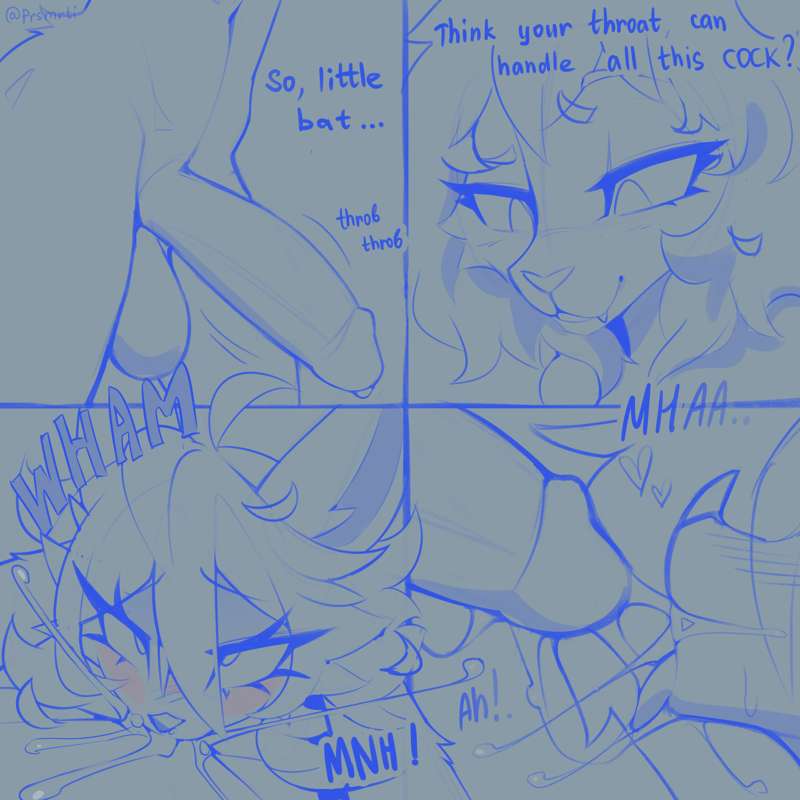 @Prsmnti
So, little
bat...
throb
throb
Think your throat can
handle all this COCK?
WHAM
MNH!
MHAA..
Ah!..